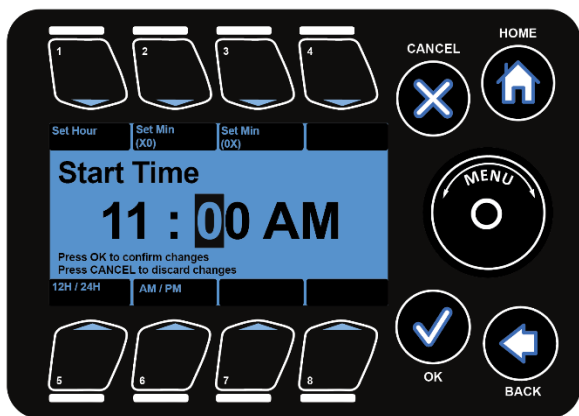 HOME
CANCEL
1
2
3
4
Set Hour
Set Min
(X0)
Set Min
(0X)
Start Time
11 : 00 AM
Press OK to confirm changes
Press CANCEL to discard changes
12H / 24H
AM / PM
MENU
5
6
7
8
OK
BACK